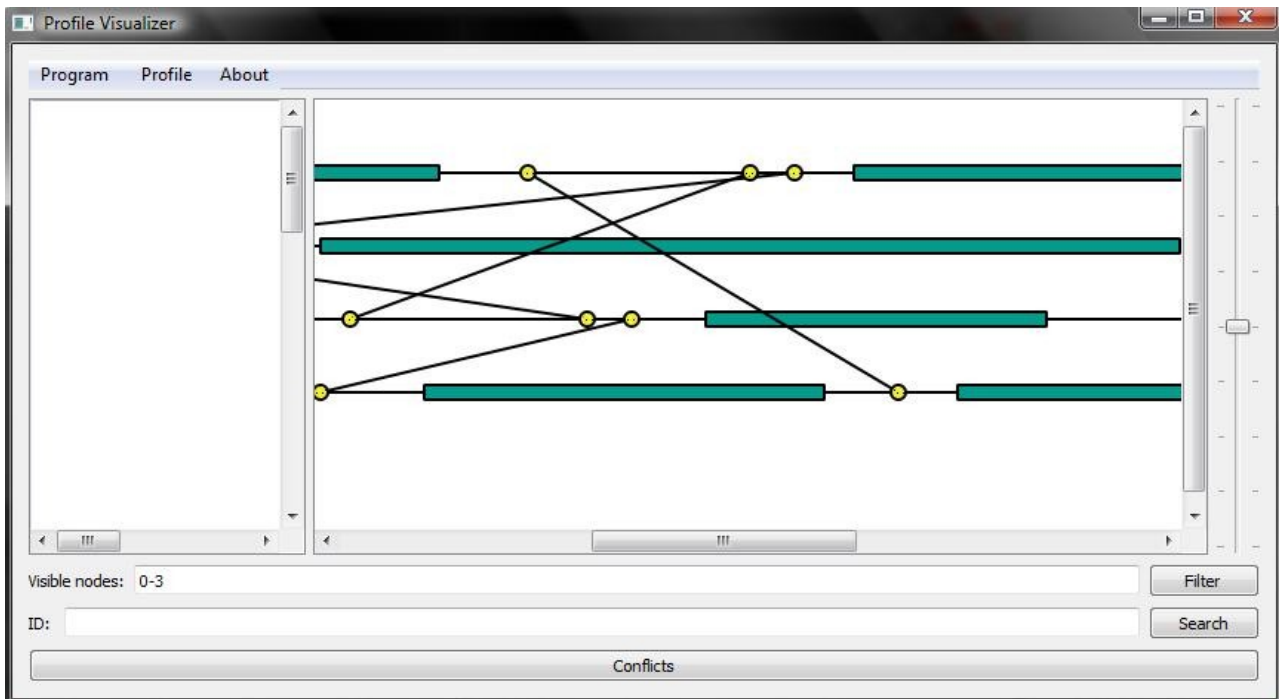 Profile Visualizer
Program Profile About
Visible nodes: 0-3 Filter
ID: Search
Conflicts